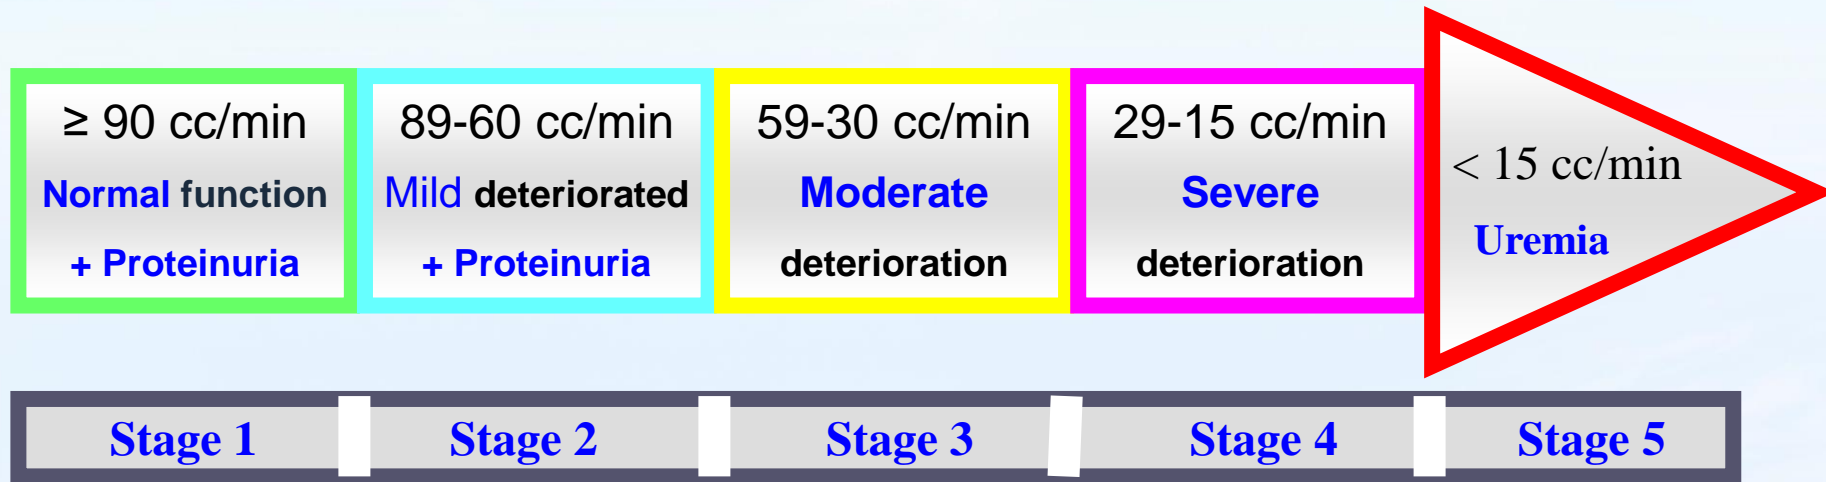 ≥ 90 cc/min
Normal function
+ Proteinuria
89-60 cc/min
Mild deteriorated
+ Proteinuria
59-30 cc/min
Moderate
deterioration
29-15 cc/min
Severe
deterioration
< 15 cc/min
Uremia
Stage 1
Stage 2
Stage 3
Stage 4
Stage 5